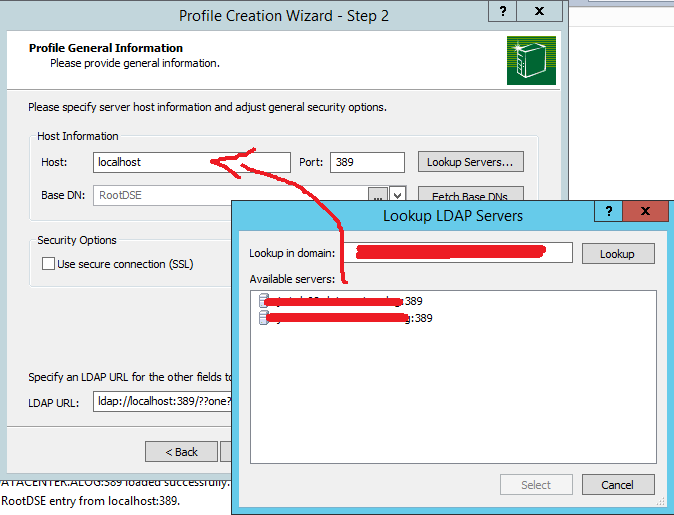 Profile Creation Wizard - Step 2
?
x
Profile General Information
Please provide general information.
Please specify server host information and adjust general security options.
Host Information
Host:
localhost
Port:
389
Lookup Servers...
Base DN:
RootDSE
...
Fetch Base DNs
Security Options
Use secure connection (SSL)
Specify an LDAP URL for the other fields to
LDAP URL:
ldap://localhost:389/??one?
< Back
ATACENTER.ALOG:389 loaded successfully.
RootDSE entry from localhost:389.
Lookup LDAP Servers
?
x
Lookup in domain:
Lookup
Available servers:
:389
:389
Select
Cancel